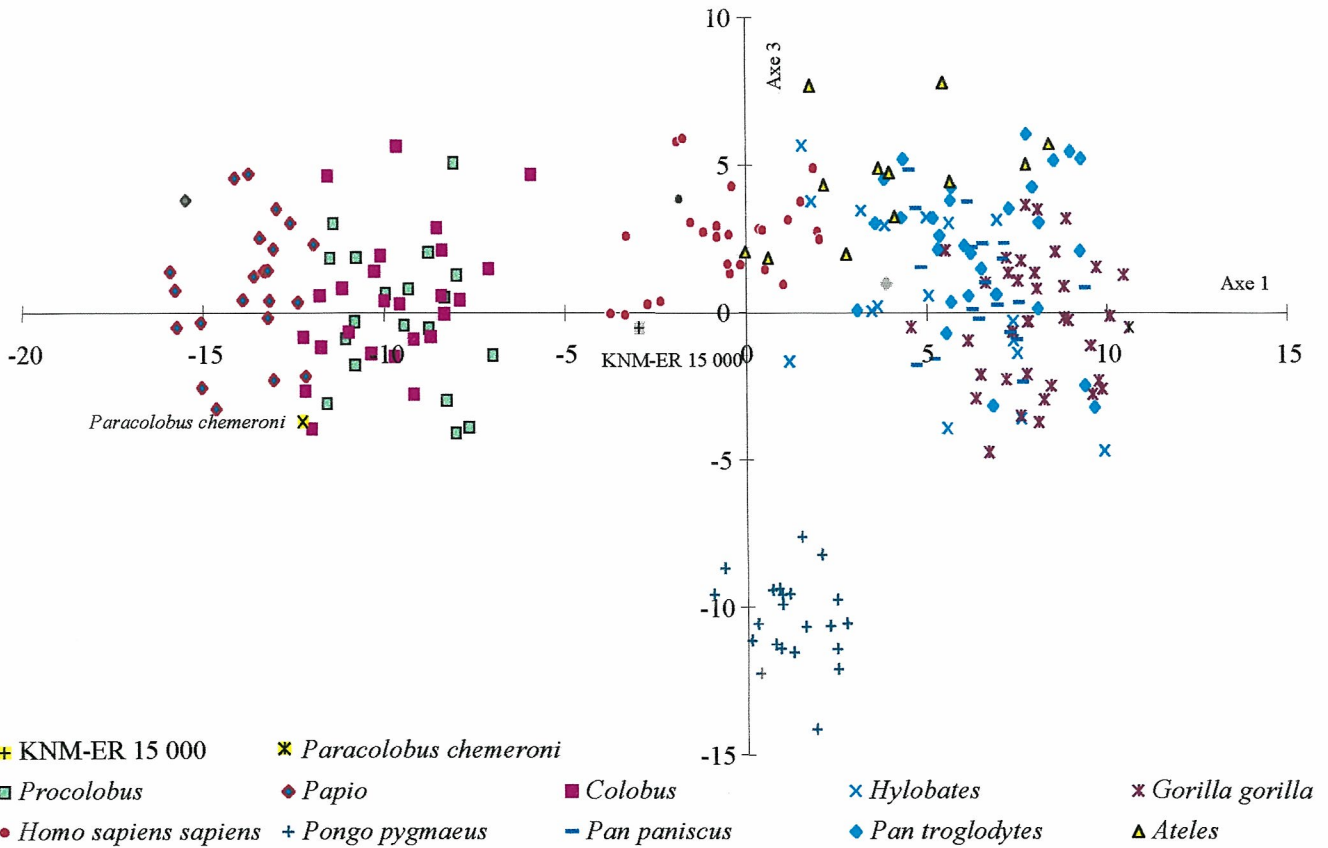 10
Axe 3
5
Axe 1
0
-20
-15
-10
-5
KNM-ER 15 000
0
5
10
15
Paracolobus chemeroni
-5
-10
-15
KNM-ER 15 000
Paracolobus chemeroni
Procolobus
Papio
Colobus
Hylobates
Gorilla gorilla
Homo sapiens sapiens
Pongo pygmaeus
Pan paniscus
Pan troglodytes
Ateles